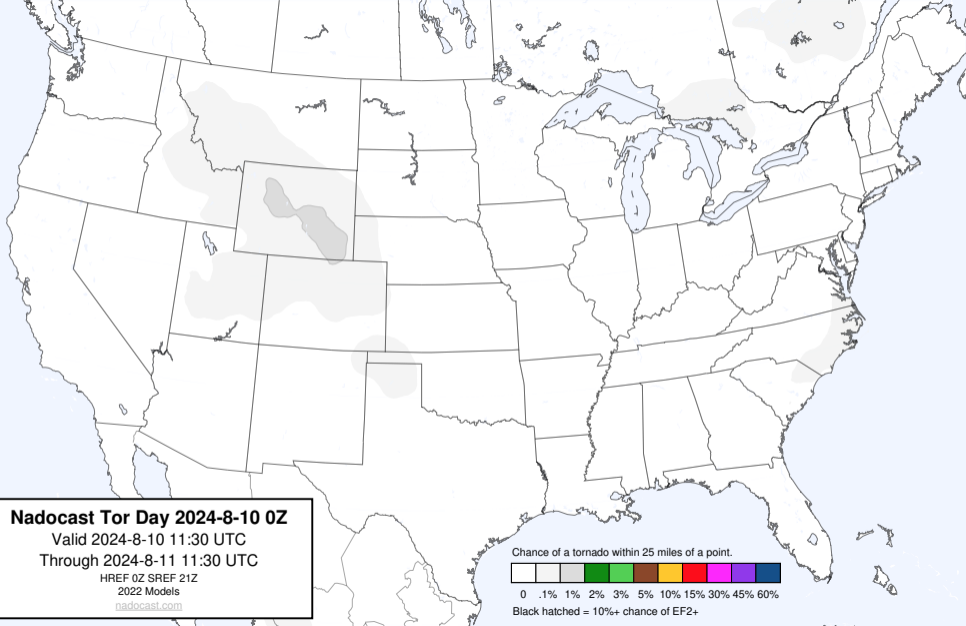 Nadocast Tor Day 2024-8-10 0Z
Valid 2024-8-10 11:30 UTC
Through 2024-8-11 11:30 UTC
HREF 0Z SREF 21Z
2022 Models
nadocast.com
Chance of a tornado within 25 miles of a point.
0 .1% 1% 2% 3% 5% 10% 15% 30% 45% 60%
Black hatched = 10%+ chance of EF2+